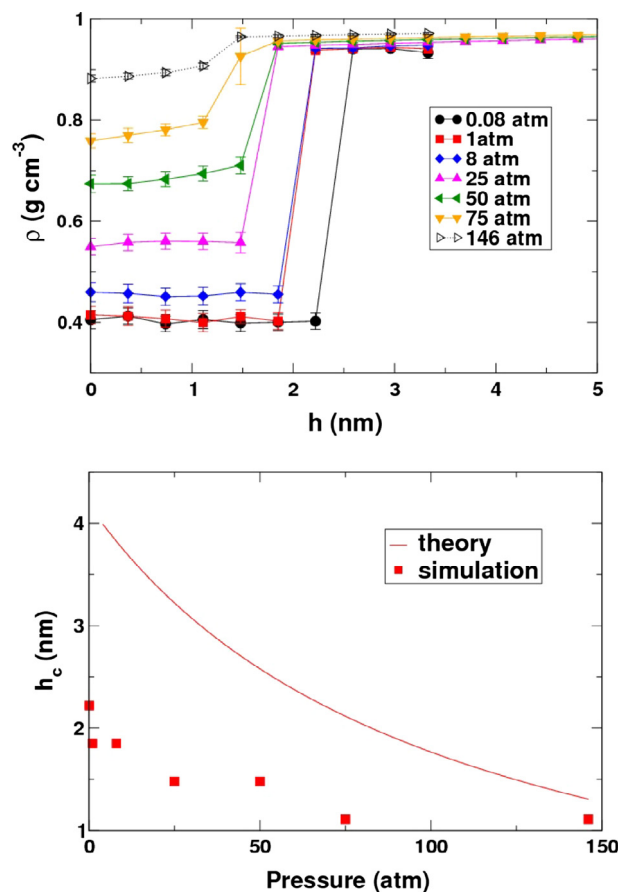 1
0.8
0.6
0.4
ρ (g cm⁻³)
0.08 atm
1atm
8 atm
25 atm
50 atm
75 atm
146 atm
0 1 2 3 4 5
h (nm)
4
3
2
1
h_c (nm)
theory
simulation
0 50 100 150
Pressure (atm)